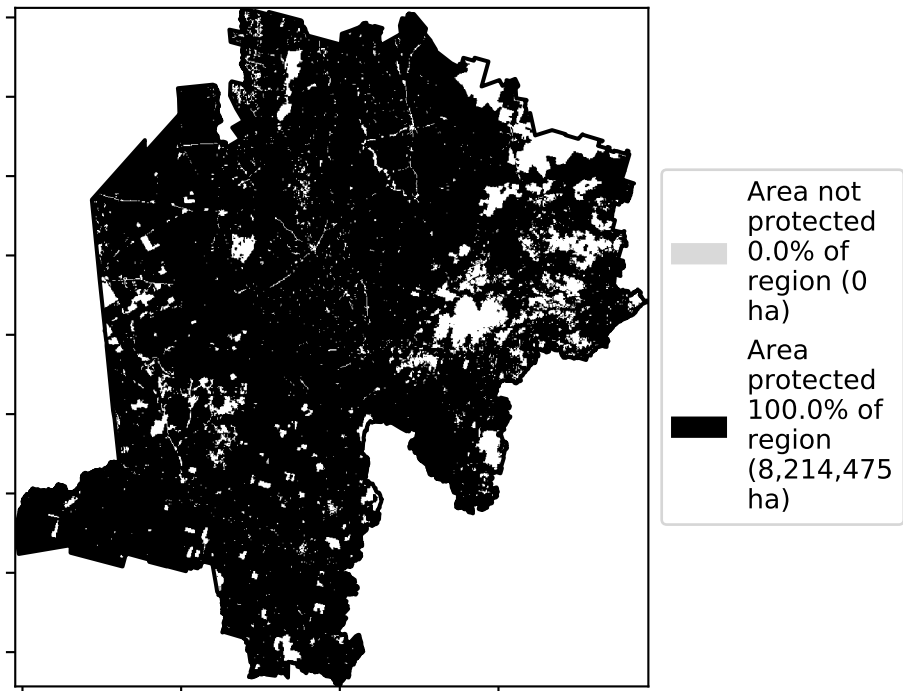 Area not
protected
0.0% of
region (0
ha)
Area
protected
100.0% of
region
(8,214,475
ha)